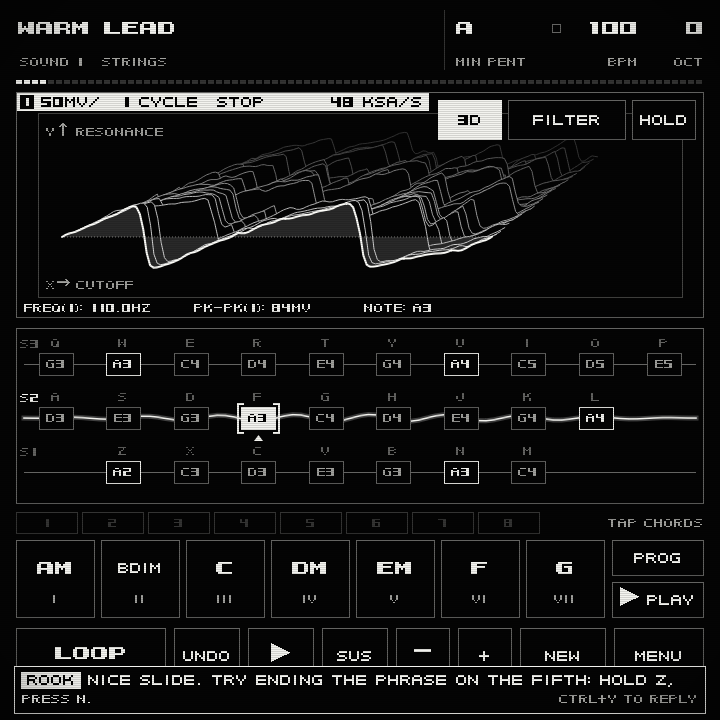 WARM LEAD A 100 0
SOUND 1 STRINGS MIN PENT BPM OCT
1 50MV/ 1 CYCLE STOP 48 KSA/S 3D FILTER HOLD
Y↑ RESONANCE
X→ CUTOFF
FREQ(1): 110.0HZ PK-PK(1): 84MV NOTE: A3
S3 Q W E R T Y U I O P
G3 A3 C4 D4 E4 G4 A4 C5 D5 E5
S2 A S D F G H J K L
D3 E3 G3 A3 C4 D4 E4 G4 A4
S1 Z X C V B N M
A2 C3 D3 E3 G3 A3 C4
1 2 3 4 5 6 7 8 TAP CHORDS
AM BDIM C DM EM F G PROG
I II III IV V VI VII ▶ PLAY
LOOP UNDO ▶ SUS − + NEW MENU
ROOK NICE SLIDE. TRY ENDING THE PHRASE ON THE FIFTH: HOLD Z,
PRESS N. CTRL+Y TO REPLY